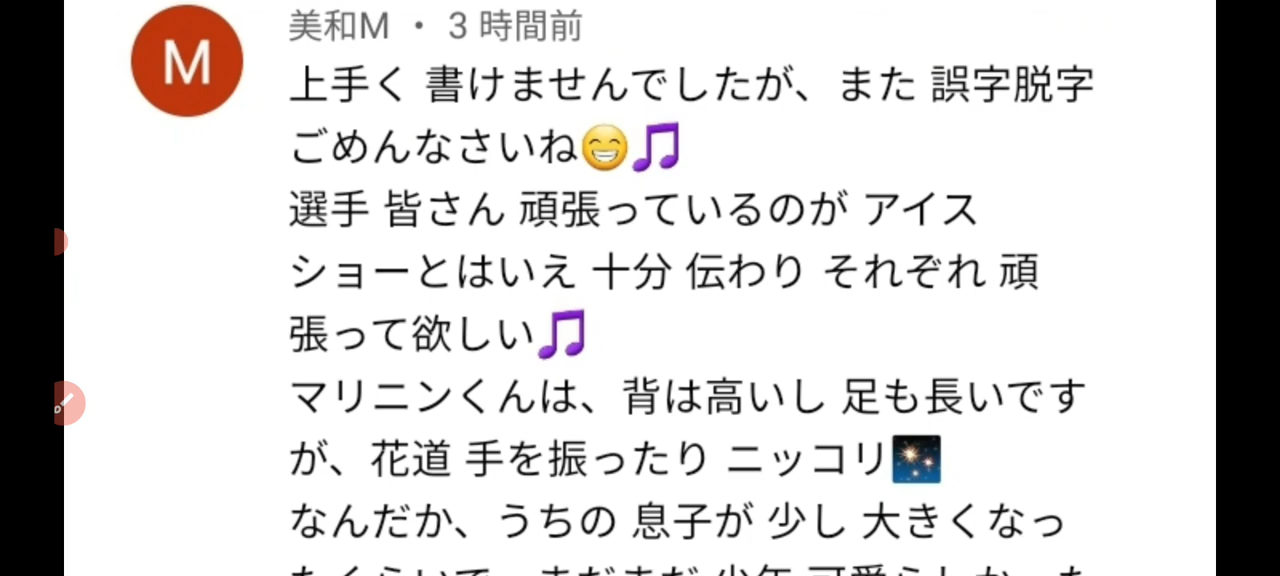 M
美和M ・ 3 時間前
上手く 書けませんでしたが、また 誤字脱字
ごめんなさいね😁🎵
選手 皆さん 頑張っているのが アイス
ショーとはいえ 十分 伝わり それぞれ 頑
張って欲しい🎵
マリニンくんは、背は高いし 足も長いです
が、花道 手を振ったり ニッコリ🎆
なんだか、うちの 息子が 少し 大きくなっ